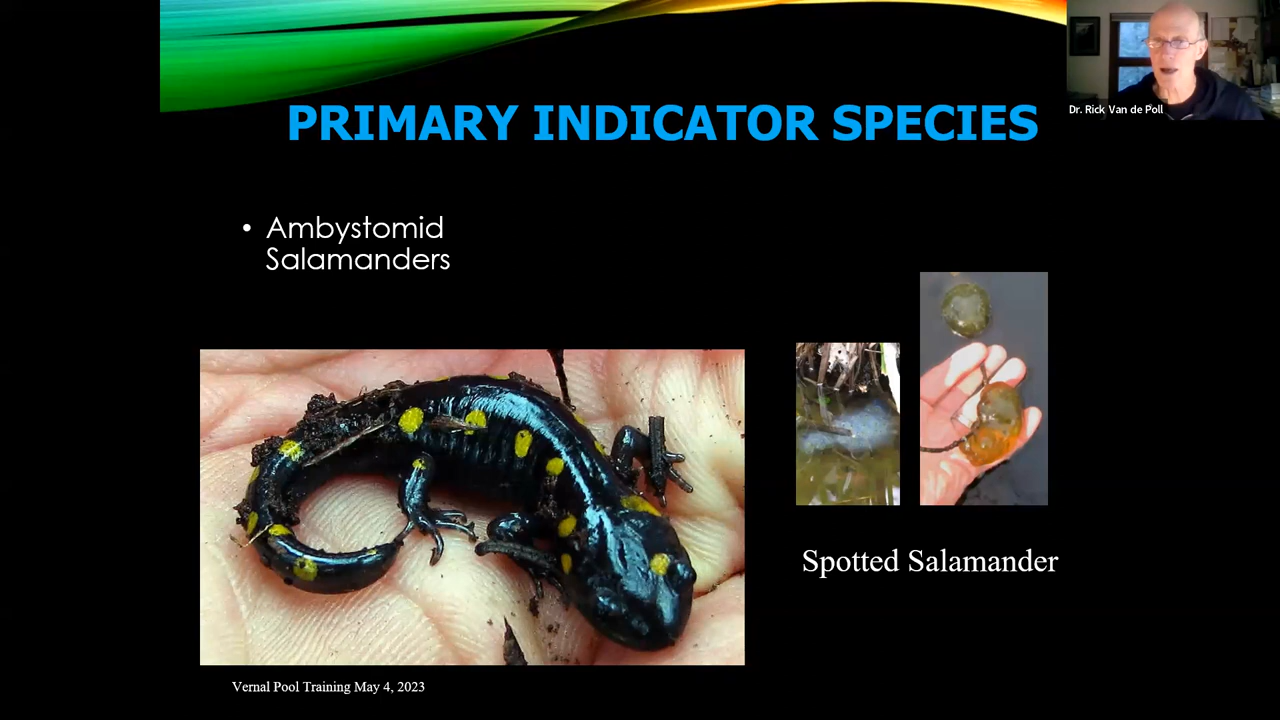 Dr. Rick Van de Poll
PRIMARY INDICATOR SPECIES
• Ambystomid
Salamanders
Spotted Salamander
Vernal Pool Training May 4, 2023